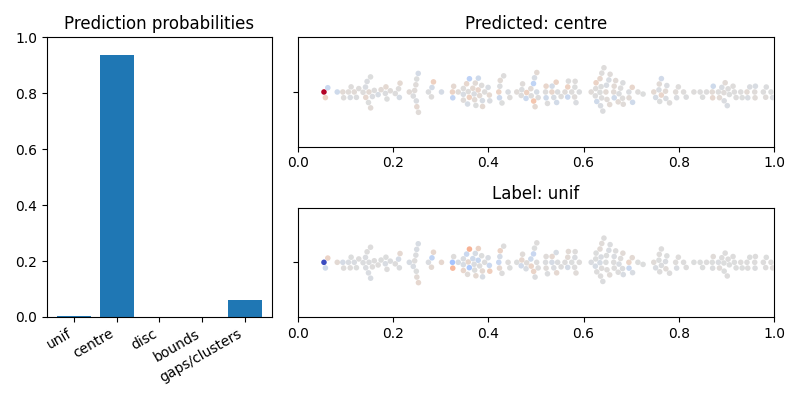 Prediction probabilities
1.0
0.8
0.6
0.4
0.2
0.0
unif
centre
disc
bounds
gaps/clusters
Predicted: centre
0.0 0.2 0.4 0.6 0.8 1.0
Label: unif
0.0 0.2 0.4 0.6 0.8 1.0